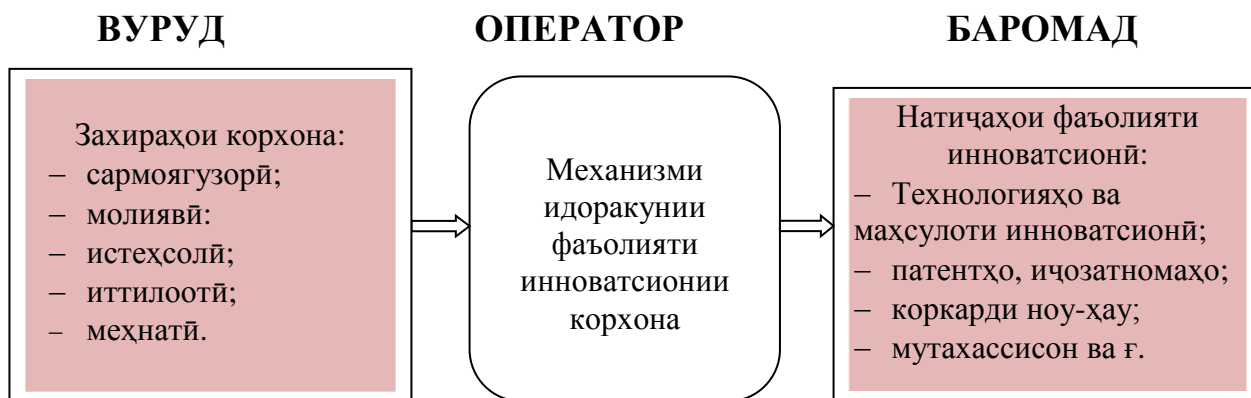 ВУРУД
ОПЕРАТОР
БАРОМАД
Захираҳои корхона:
– сармоягузорӣ;
– молиявӣ:
– истеҳсолӣ;
– иттилоотӣ;
– меҳнатӣ.
Механизми
идоракунии
фаъолияти
инноватсионии
корхона
Натиҷаҳои фаъолияти
инноватсионӣ:
– Технологияҳо ва
маҳсулоти инноватсионӣ;
– патентҳо, иҷозатномаҳо;
– коркарди ноу-ҳау;
– мутахассисон ва ғ.